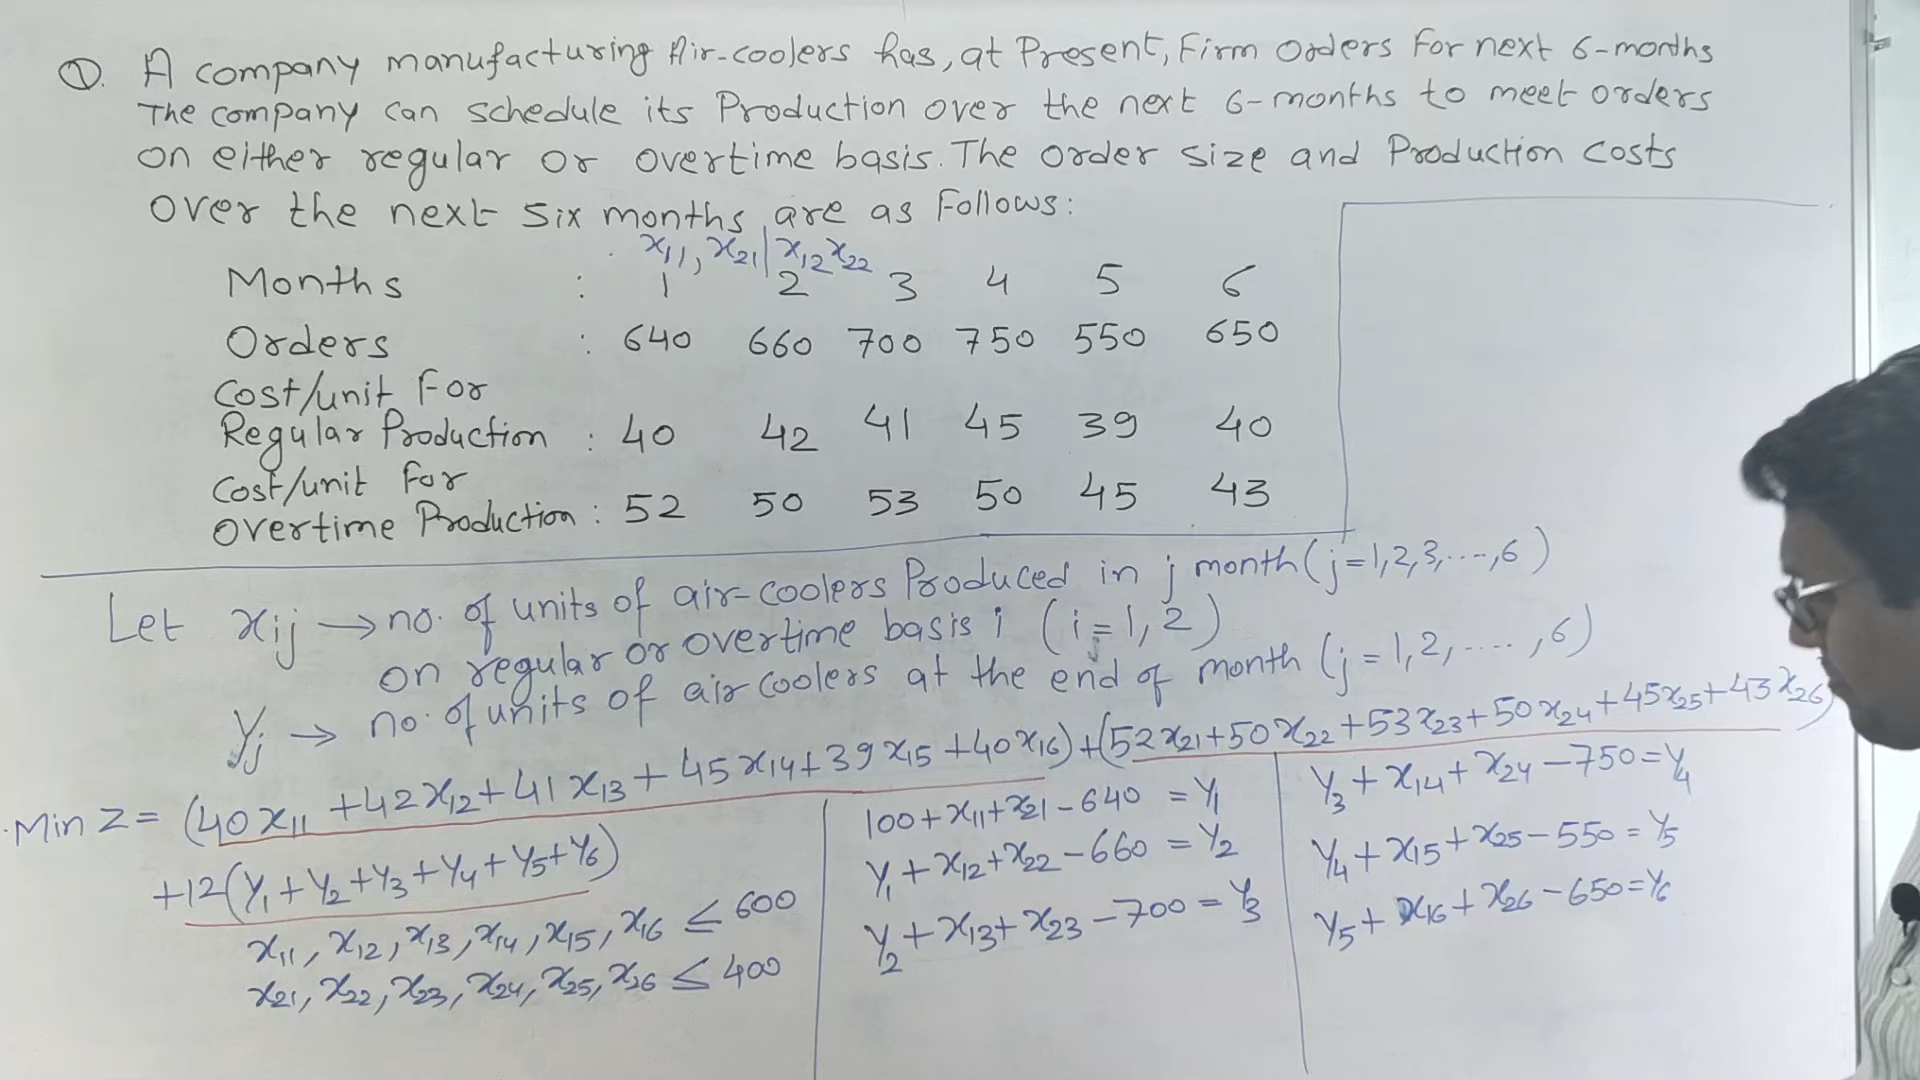 ①. A company manufacturing Air-coolers has, at Present, Firm Orders For next 6-months
The company can schedule its Production over the next 6-months to meet orders
on either regular or overtime basis. The order size and Production costs
over the next six months are as Follows:
x₁₁, x₂₁ | x₁₂ x₂₂
Months : 1 2 3 4 5 6
Orders : 640 660 700 750 550 650
Cost/unit For
Regular Production : 40 42 41 45 39 40
Cost/unit For
Overtime Production : 52 50 53 50 45 43
Let xᵢⱼ → no. of units of air-coolers Produced in j month (j=1,2,3,...,6)
on regular or overtime basis i (i=1,2)
Yⱼ → no. of units of air coolers at the end of month (j=1,2,....,6)
Min Z = (40x₁₁ + 42x₁₂ + 41x₁₃ + 45x₁₄ + 39x₁₅ + 40x₁₆) + (52x₂₁ + 50x₂₂ + 53x₂₃ + 50x₂₄ + 45x₂₅ + 43x₂₆)
+12(Y₁ + Y₂ + Y₃ + Y₄ + Y₅ + Y₆)
x₁₁, x₁₂, x₁₃, x₁₄, x₁₅, x₁₆ ≤ 600
x₂₁, x₂₂, x₂₃, x₂₄, x₂₅, x₂₆ ≤ 400
100 + x₁₁ + x₂₁ - 640 = Y₁
Y₁ + x₁₂ + x₂₂ - 660 = Y₂
Y₂ + x₁₃ + x₂₃ - 700 = Y₃
Y₃ + x₁₄ + x₂₄ - 750 = Y₄
Y₄ + x₁₅ + x₂₅ - 550 = Y₅
Y₅ + x₁₆ + x₂₆ - 650 = Y₆